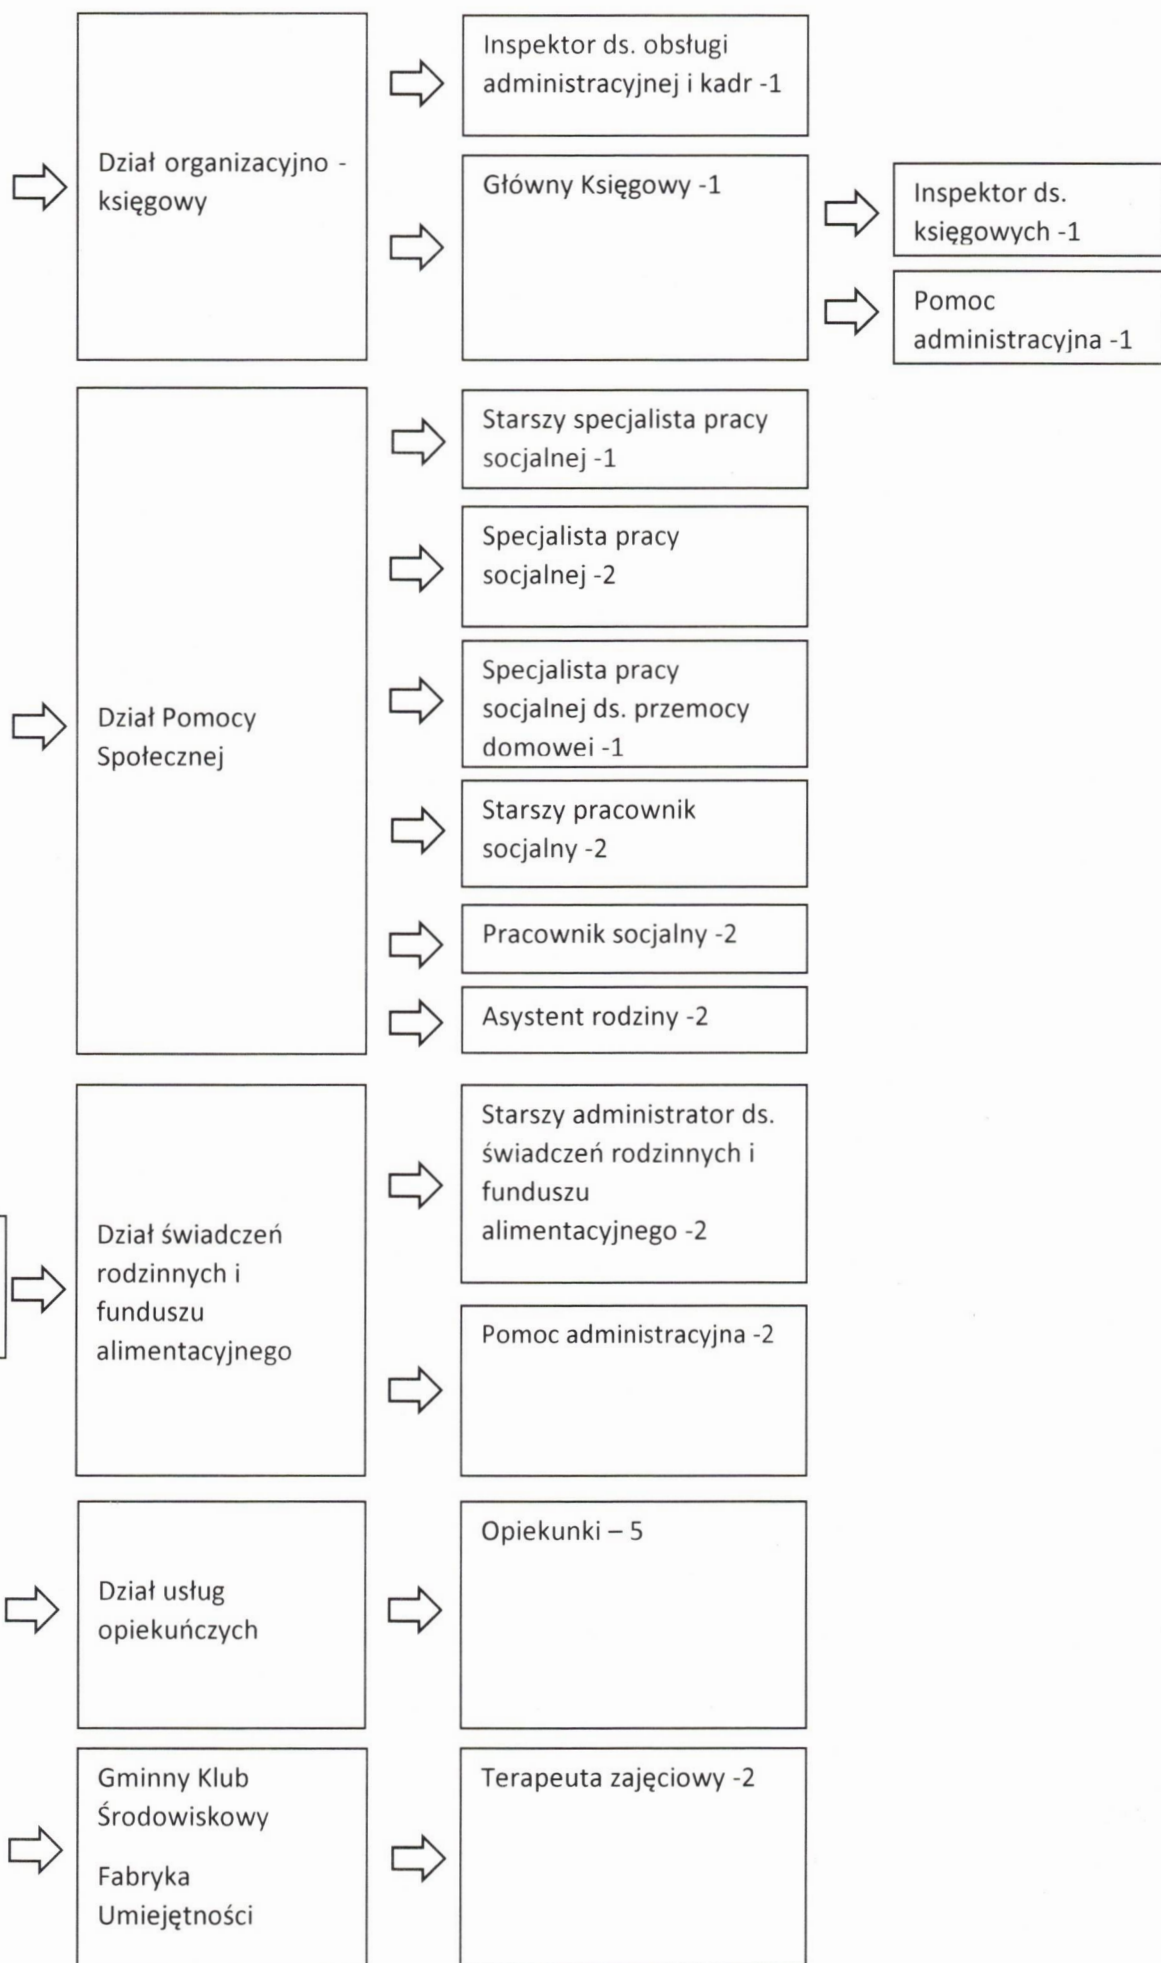 Dział organizacyjno -
księgowy
Inspektor ds. obsługi
administracyjnej i kadr -1
Główny Księgowy -1
Inspektor ds.
księgowych -1
Pomoc
administracyjna -1
Dział Pomocy
Społecznej
Starszy specjalista pracy
socjalnej -1
Specjalista pracy
socjalnej -2
Specjalista pracy
socjalnej ds. przemocy
domowej -1
Starszy pracownik
socjalny -2
Pracownik socjalny -2
Asystent rodziny -2
Dział świadczeń
rodzinnych i
funduszu
alimentacyjnego
Starszy administrator ds.
świadczeń rodzinnych i
funduszu
alimentacyjnego -2
Pomoc administracyjna -2
Dział usług
opiekuńczych
Opiekunki – 5
Gminny Klub
Środowiskowy
Fabryka
Umiejętności
Terapeuta zajęciowy -2